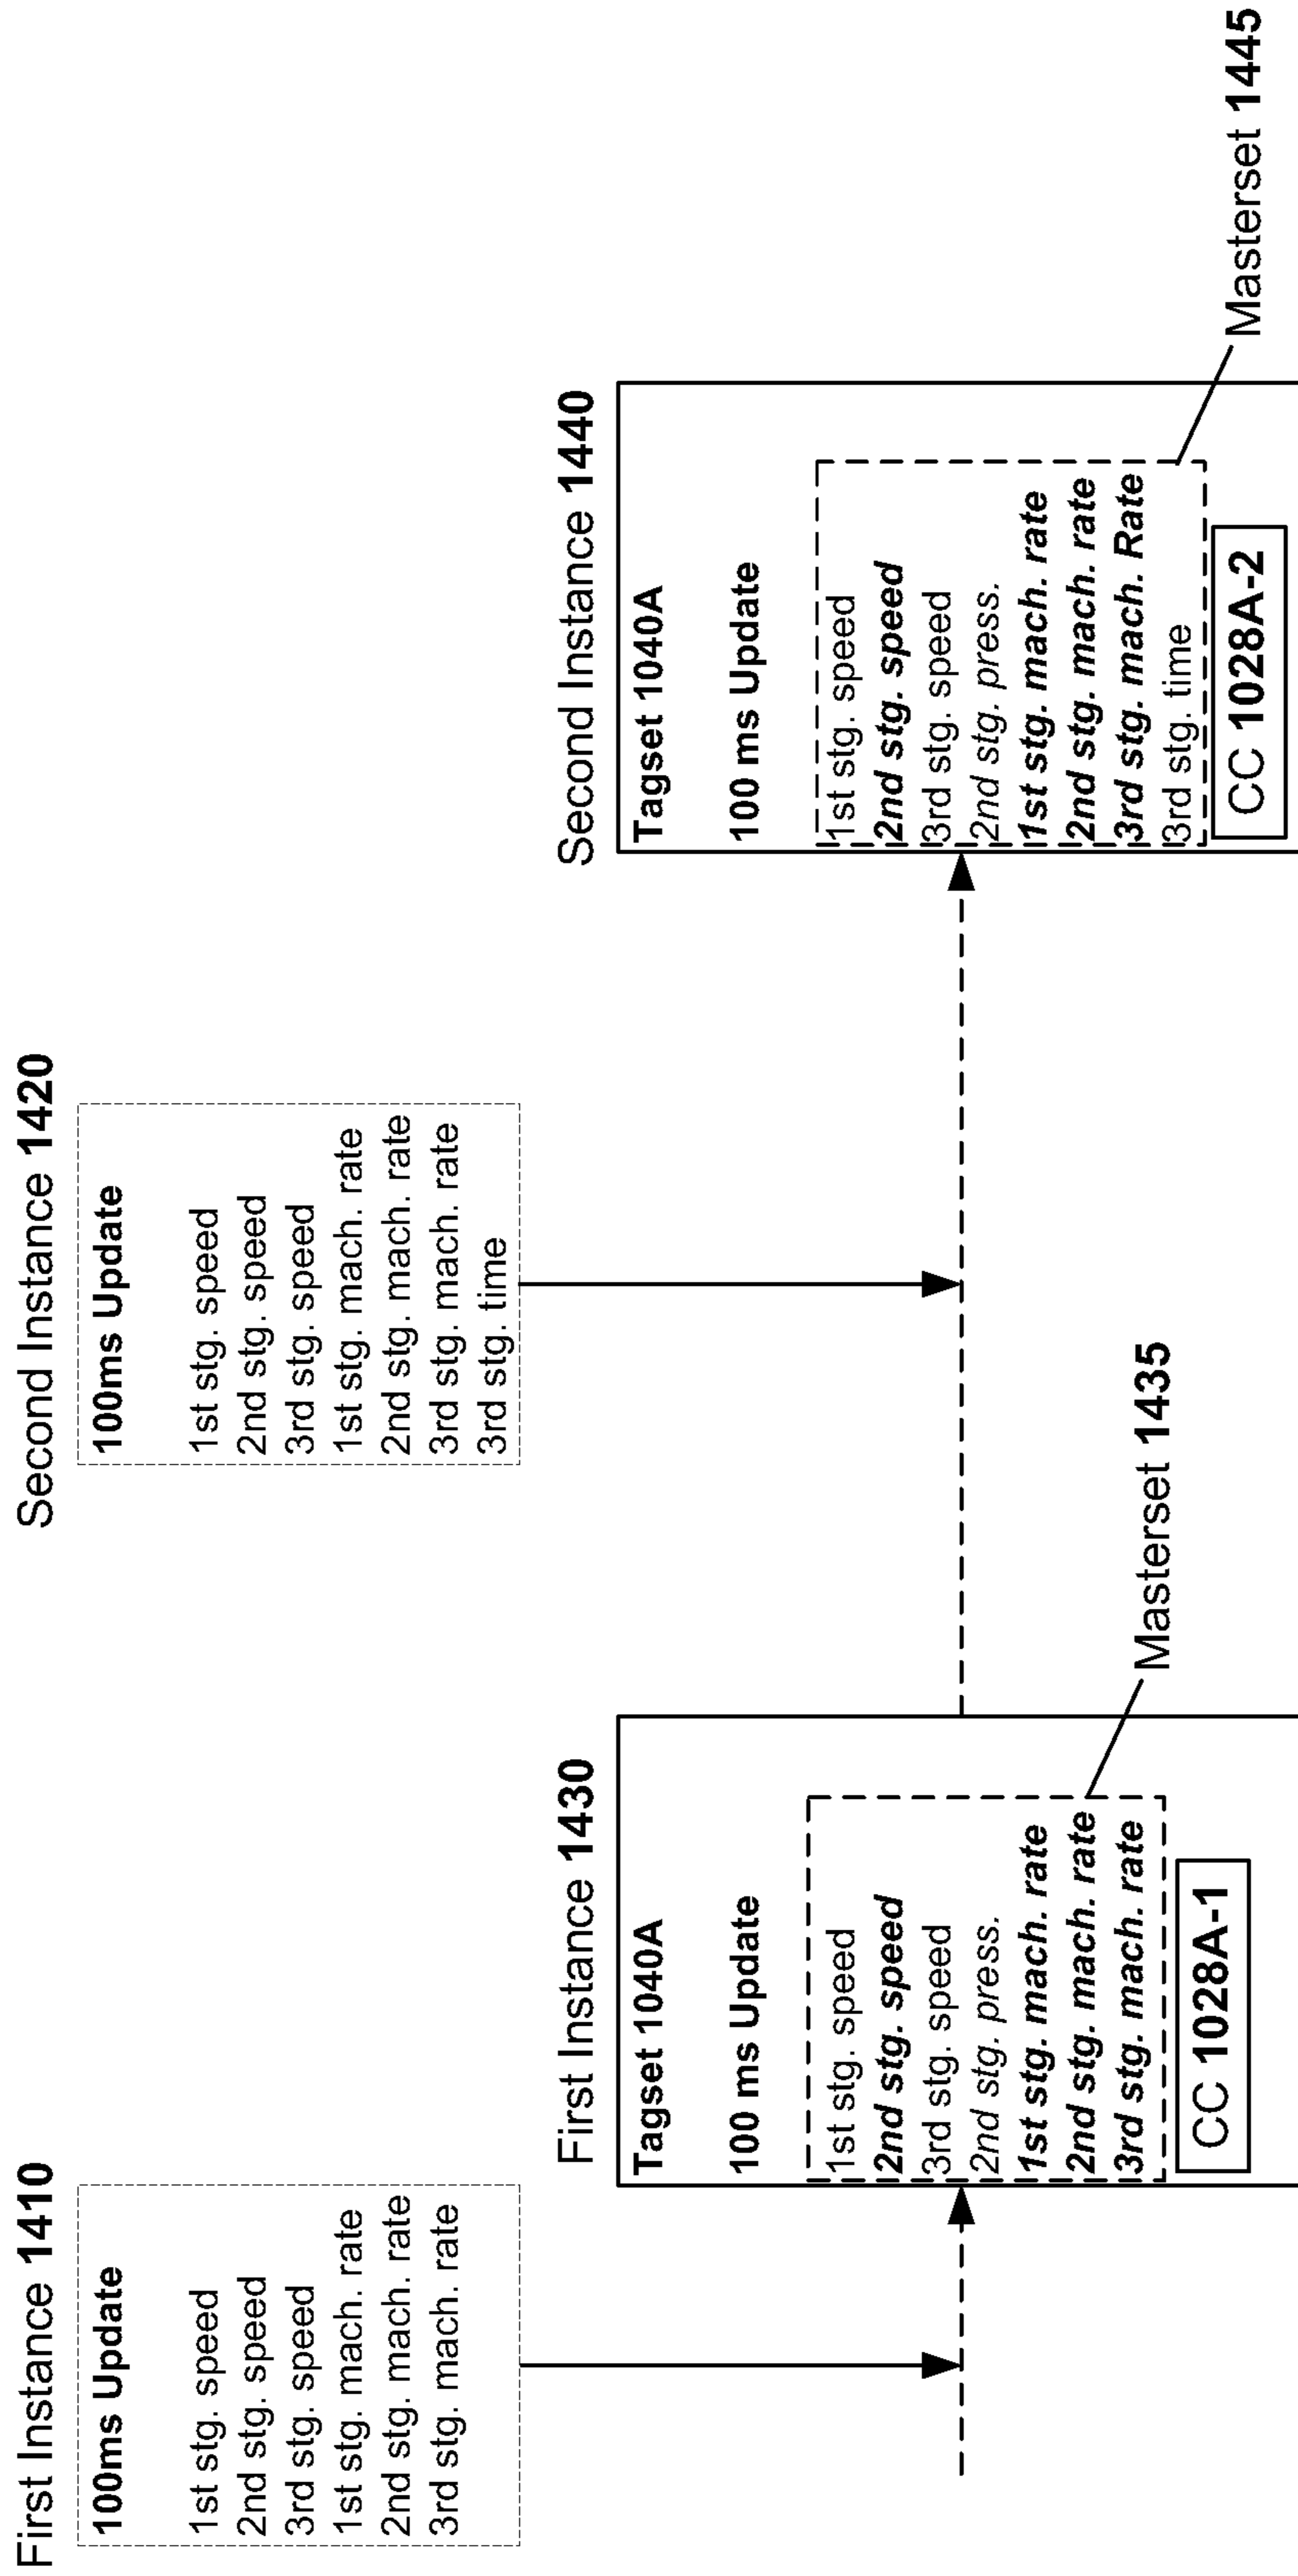 First Instance 1410
100ms Update
1st stg. speed
2nd stg. speed
3rd stg. speed
1st stg. mach. rate
2nd stg. mach. rate
3rd stg. mach. rate
Second Instance 1420
100ms Update
1st stg. speed
2nd stg. speed
3rd stg. speed
1st stg. mach. rate
2nd stg. mach. rate
3rd stg. mach. rate
3rd stg. time
First Instance 1430
Tagset 1040A
100 ms Update
1st stg. speed
2nd stg. speed
3rd stg. speed
2nd stg. press.
1st stg. mach. rate
2nd stg. mach. rate
3rd stg. mach. rate
CC 1028A-1
Masterset 1435
Second Instance 1440
Tagset 1040A
100 ms Update
1st stg. speed
2nd stg. speed
3rd stg. speed
2nd stg. press.
1st stg. mach. rate
2nd stg. mach. rate
3rd stg. mach. Rate
3rd stg. time
CC 1028A-2
Masterset 1445